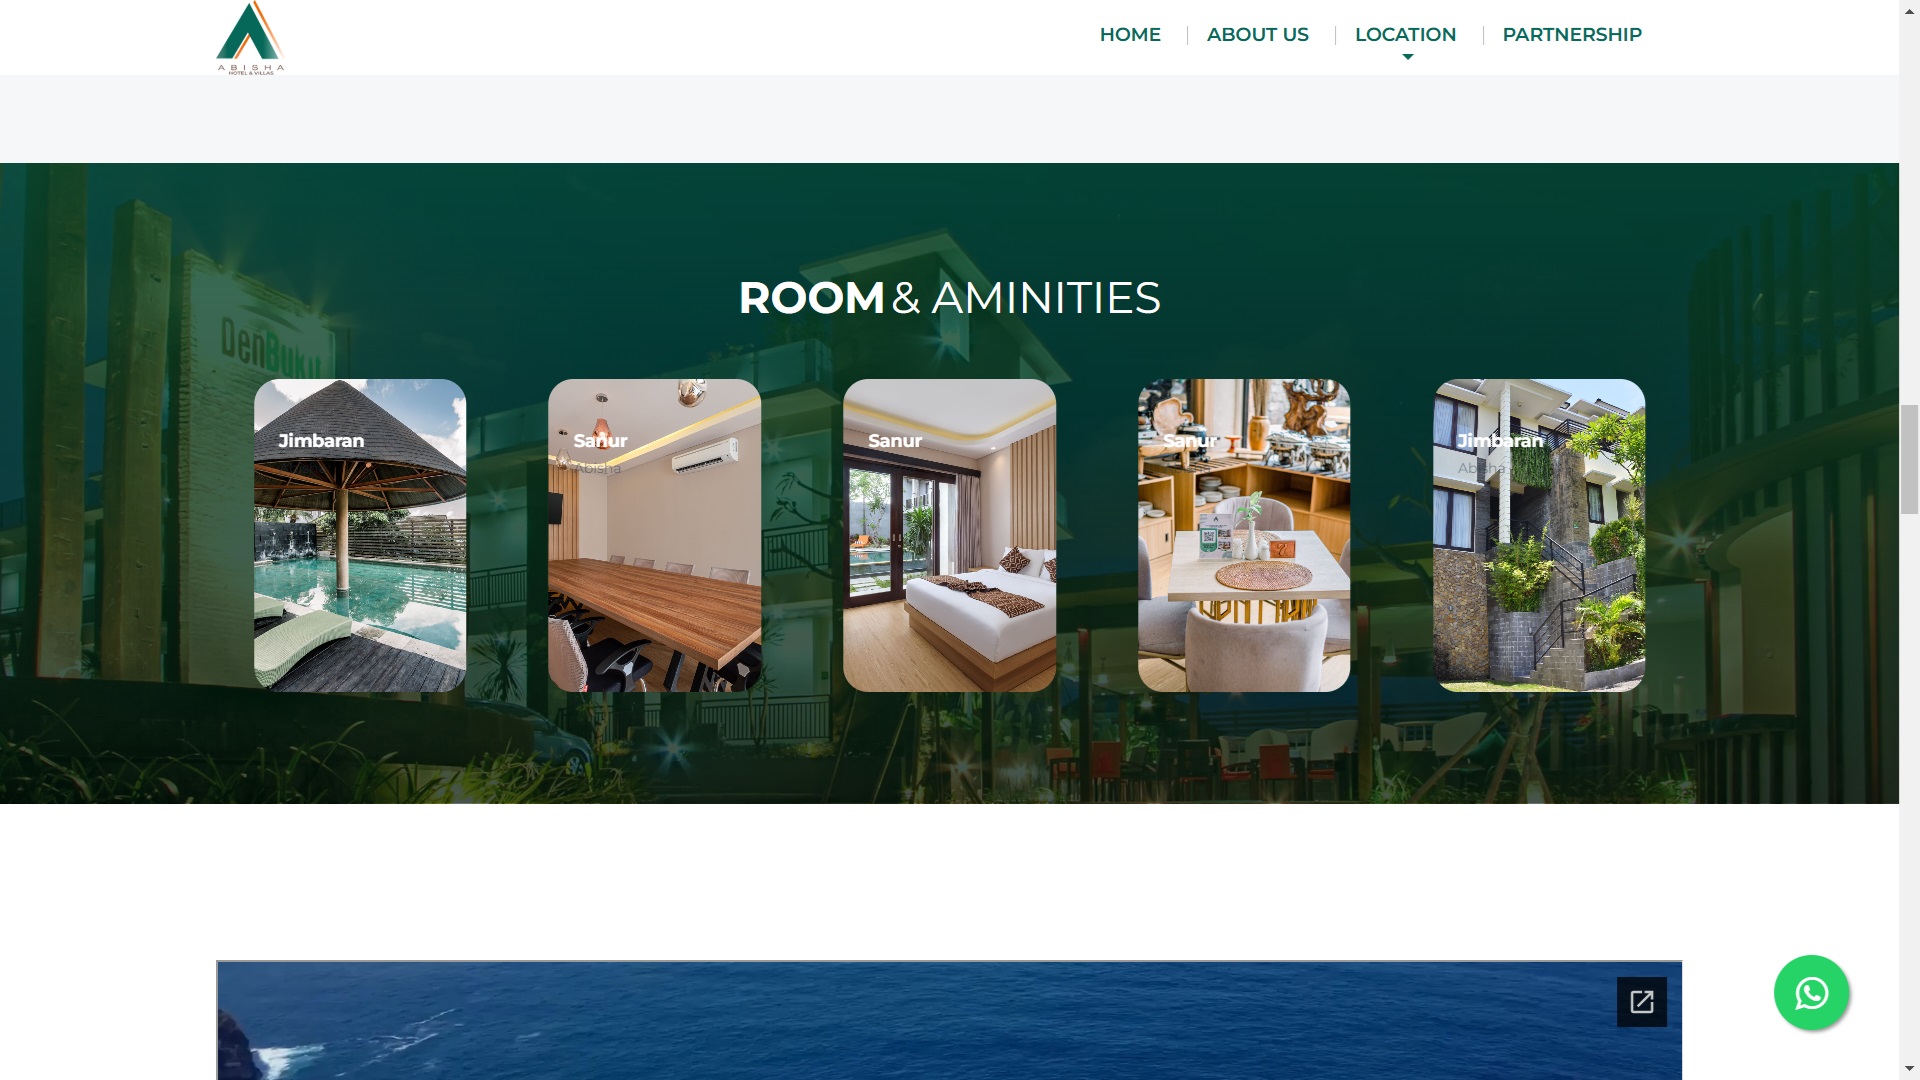 ABISHA
HOTEL & VILLAS
HOME
ABOUT US
LOCATION
PARTNERSHIP
ROOM & AMINITIES
DenBukit
Jimbaran
Sanur
Abisha
Sanur
Sanur
Jimbaran
Abisha